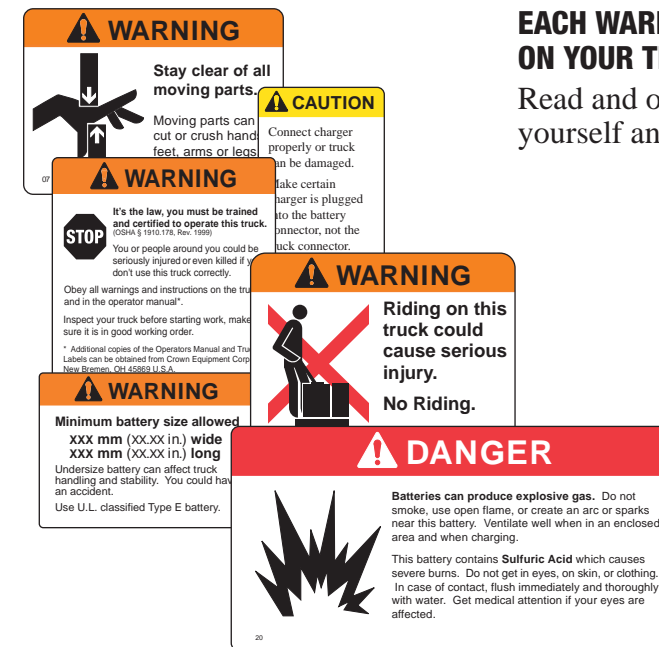 EACH
ON YOUR
Read and
yourself
WARNING
Stay clear of all
moving parts.
Moving parts can
cut or crush hands
feet, arms or legs
07
CAUTION
Connect charger
properly or truck
can be damaged.
Make certain
charger is plugged
into the battery
connector, not the
truck connector.
WARNING
STOP
It's the law, you must be trained
and certified to operate this truck.
(OSHA § 1910.178, Rev. 1999)
You or people around you could be
seriously injured or even killed if
don't use this truck correctly.
Obey all warnings and instructions on the
and in the operator manual*.
Inspect your truck before starting work, make
sure it is in good working order.
* Additional copies of the Operators Manual and
Labels can be obtained from Crown Equipment
New Bremen, OH 45869 U.S.A.
WARNING
Riding on this
truck could
cause serious
injury.
No Riding.
WARNING
Minimum battery size allowed
xxx mm (XX.XX in.) wide
xxx mm (XX.XX in.) long
Undersize battery can affect truck
handling and stability. You could
an accident.
Use U.L. classified Type E battery.
DANGER
Batteries can produce explosive gas. Do not
smoke, use open flame, or create an arc or sparks
near this battery. Ventilate well when in an enclosed
area and when charging.
This battery contains Sulfuric Acid which causes
severe burns. Do not get in eyes, on skin, or clothing.
In case of contact, flush immediately and thoroughly
with water. Get medical attention if your eyes are
affected.
20